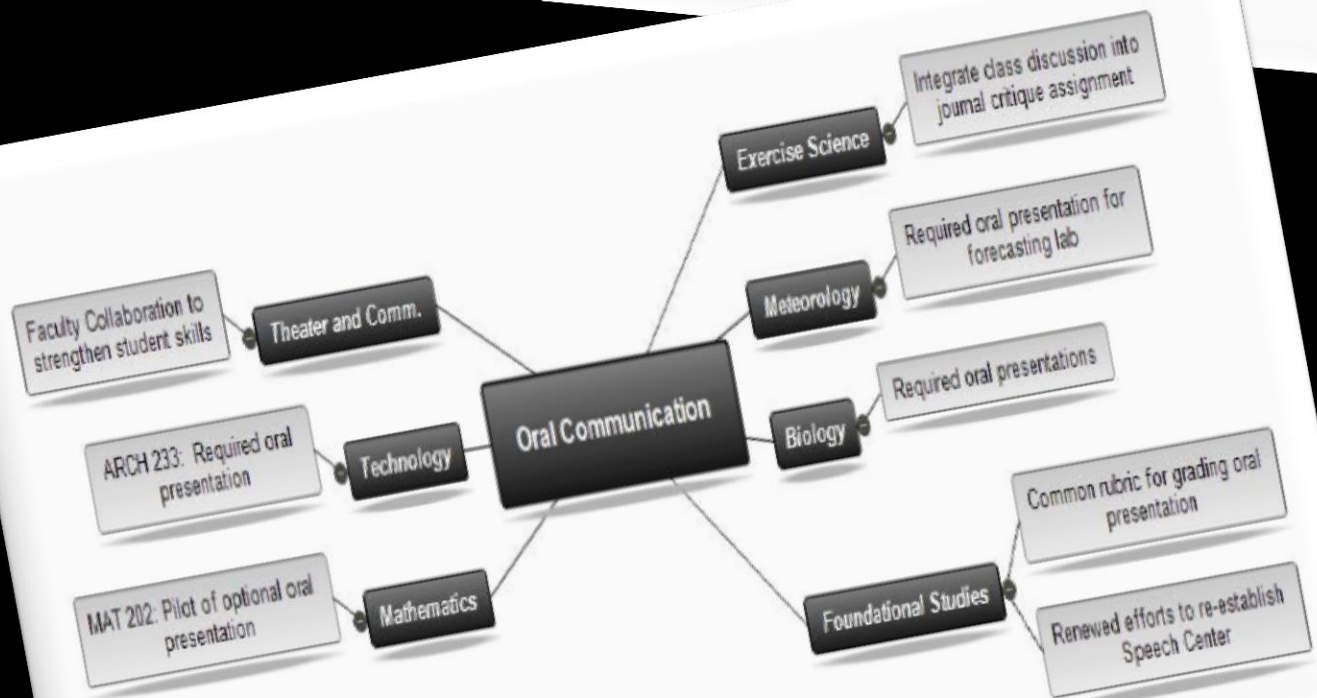 Oral Communication
Exercise Science
Integrate class discussion into
journal critique assignment
Meteorology
Required oral presentation for
forecasting lab
Biology
Required oral presentations
Foundational Studies
Common rubric for grading oral
presentation
Renewed efforts to re-establish
Speech Center
Theater and Comm.
Faculty Collaboration to
strengthen student skills
Technology
ARCH 233: Required oral
presentation
Mathematics
MAT 202: Pilot of optional oral
presentation